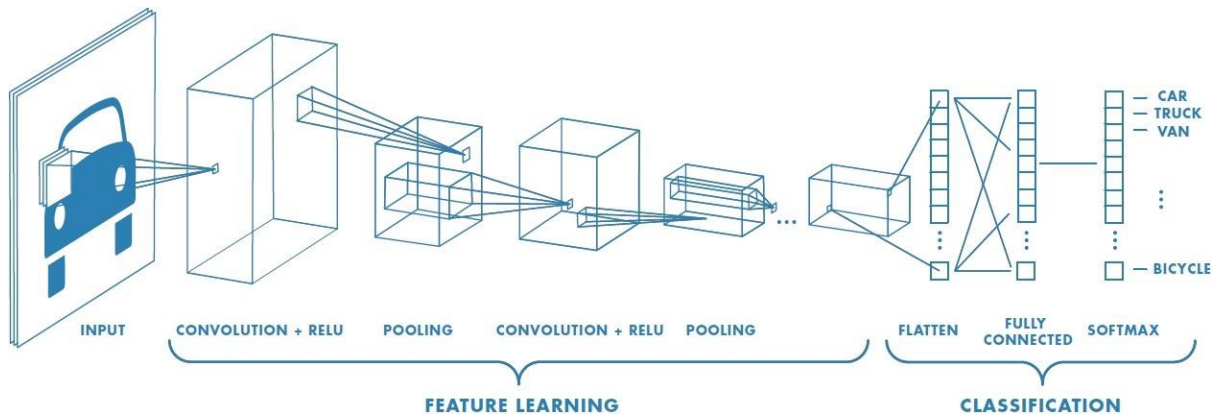 CAR
TRUCK
VAN
BICYCLE
INPUT
CONVOLUTION + RELU
POOLING
CONVOLUTION + RELU
POOLING
FLATTEN
FULLY
CONNECTED
SOFTMAX
FEATURE LEARNING
CLASSIFICATION